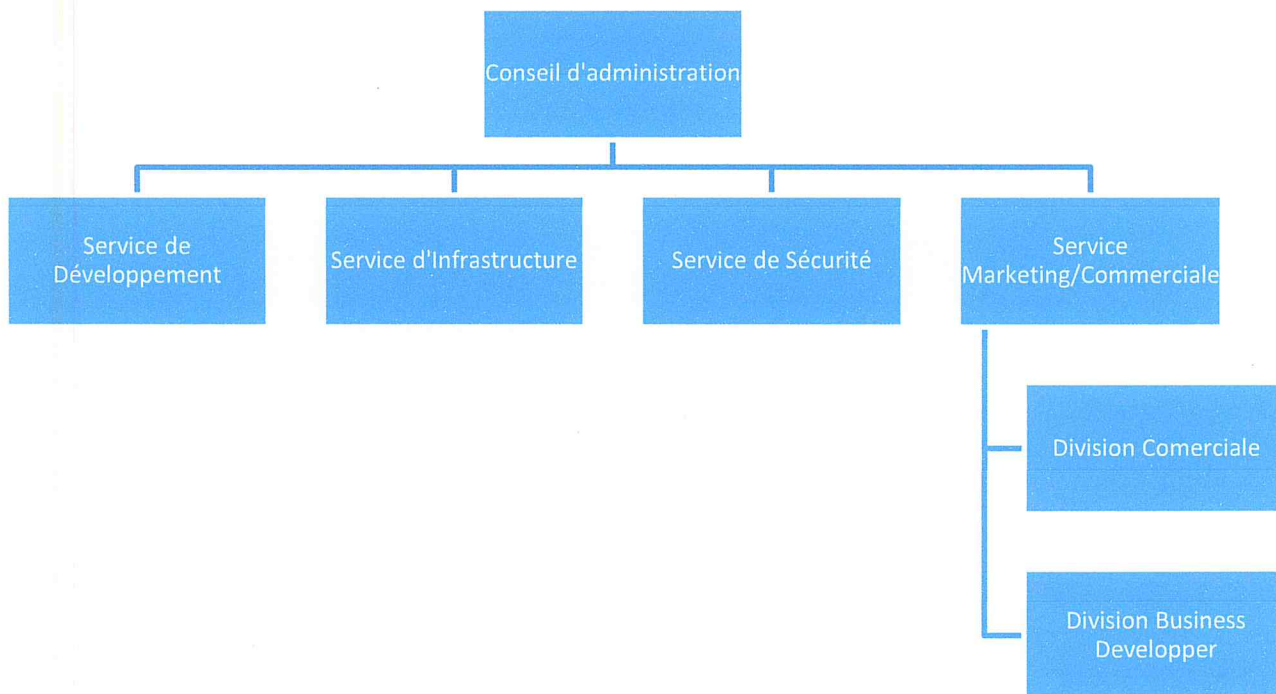 Conseil d'administration
Service de
Développement
Service d'Infrastructure
Service de Sécurité
Service
Marketing/Commerciale
Division Comerciale
Division Business
Developper